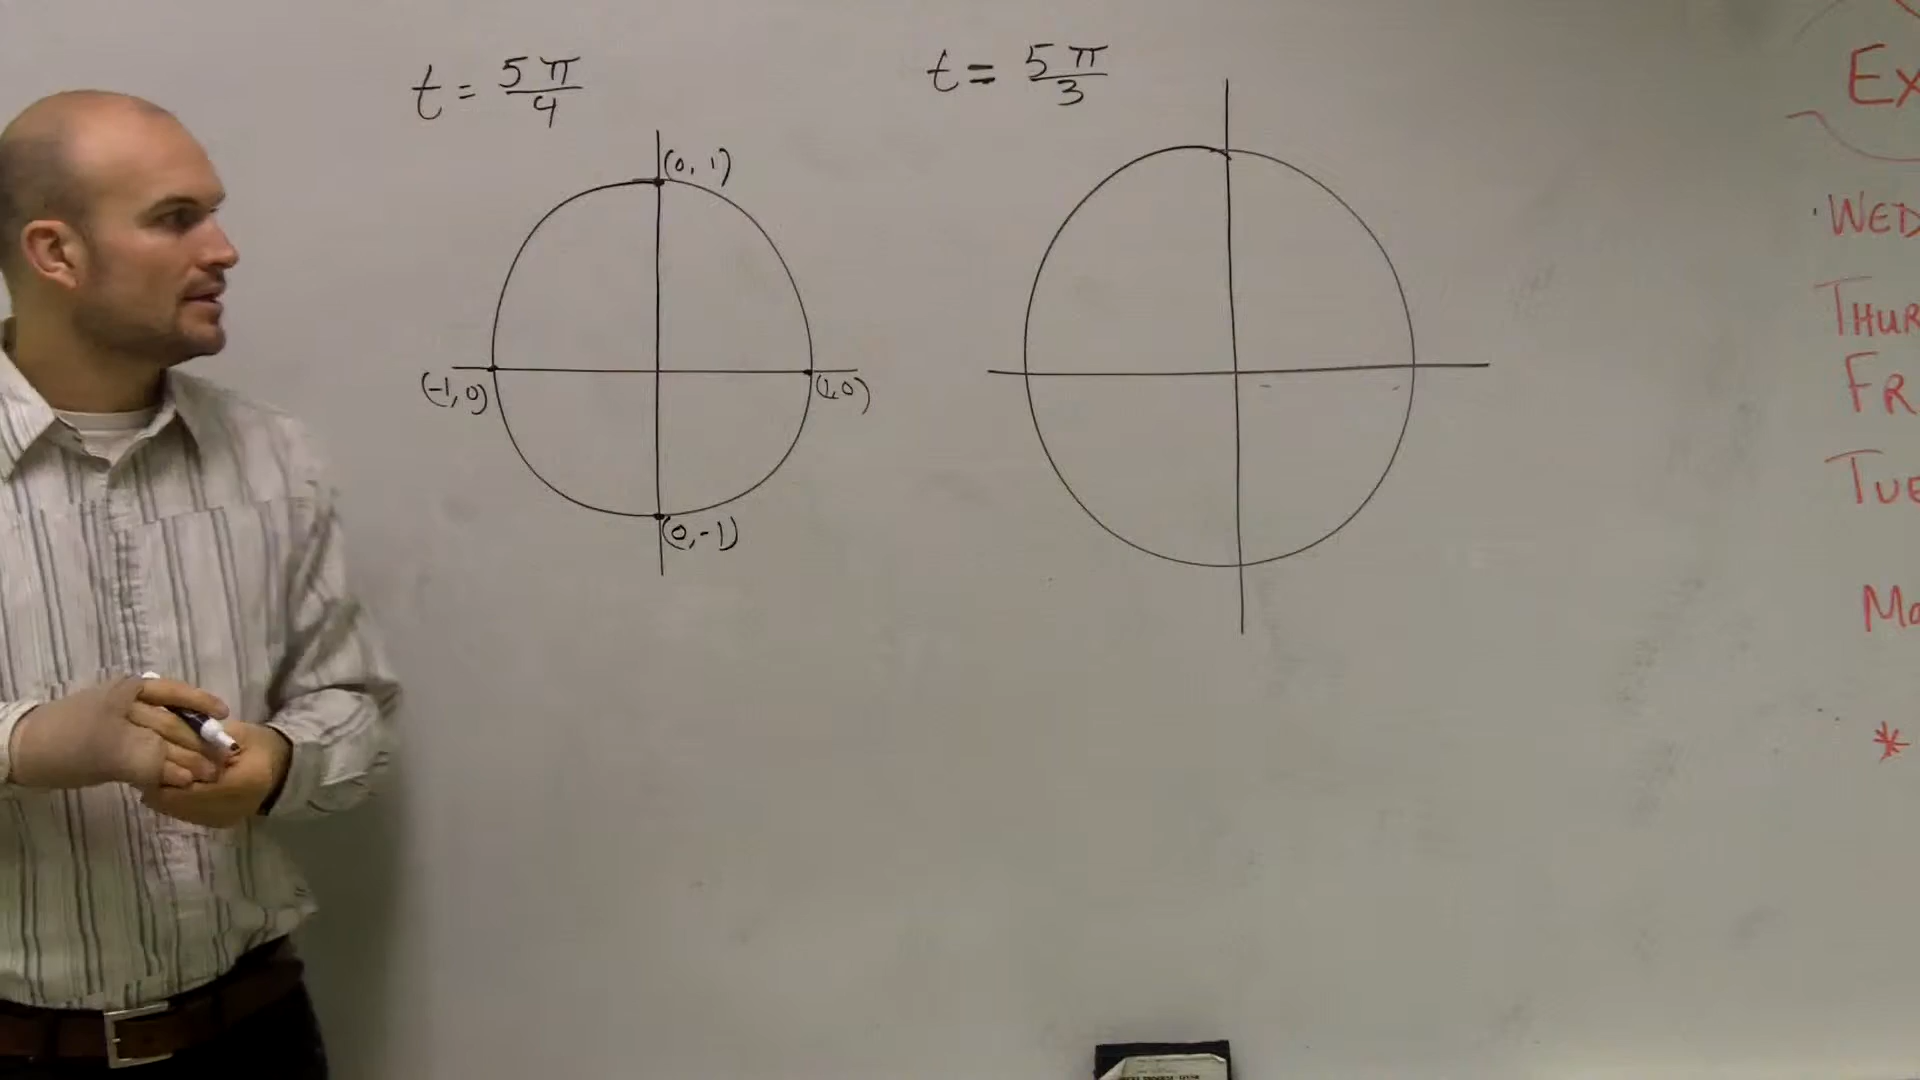 t = 5π/4
(0, 1)
(-1, 0)
(1,0)
(0,-1)
t = 5π/3
Ex
WED
THUR
FR
TUE
Mo
*